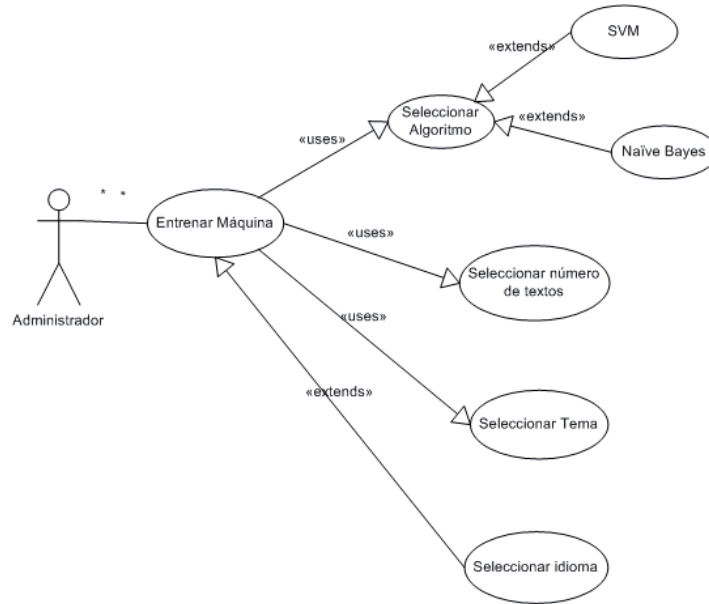 SVM
«extends»
Seleccionar
Algoritmo
«extends»
«uses»
Naïve Bayes
* *
Entrenar Máquina
«uses»
Seleccionar número
de textos
Administrador
«uses»
«extends»
Seleccionar Tema
Seleccionar idioma